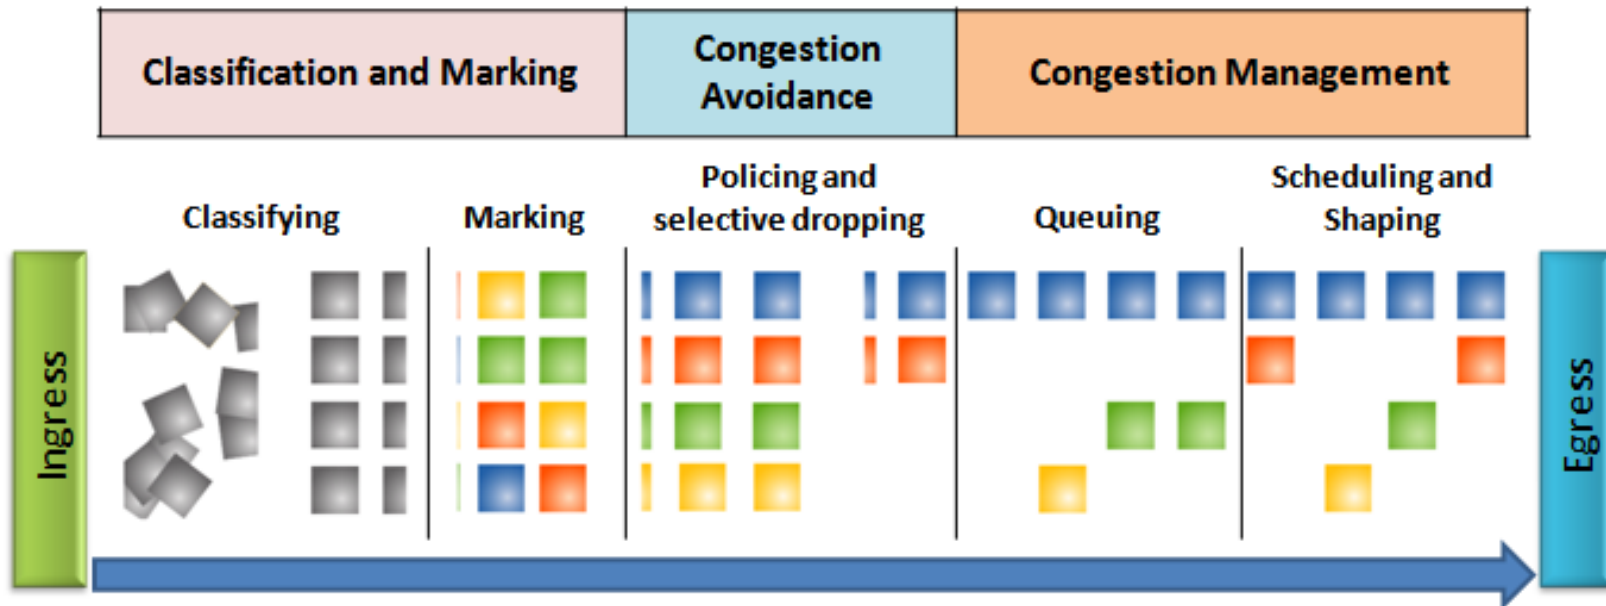 Classification and Marking
Congestion
Avoidance
Congestion Management
Classifying
Marking
Policing and
selective dropping
Queuing
Scheduling and
Shaping
Ingress
Egress